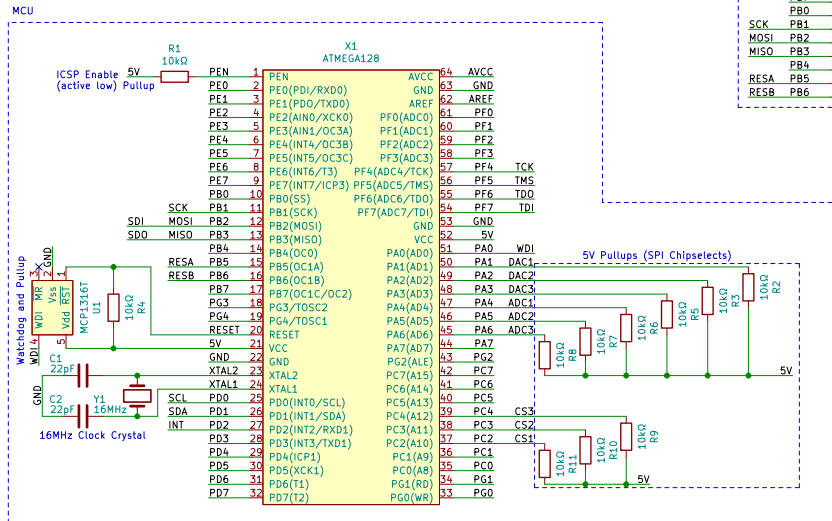 MCU
PB0
SCK PB1
MOSI PB2
MISO PB3
PB4
RESA PB5
RESB PB6
R1
10kΩ
ICSP Enable
(active low) Pullup
5V
X1
ATMEGA128
PEN 1 PEN AVCC 64 AVCC
PE0 2 PE0(PDI/RXD0) GND 63 GND
PE1 3 PE1(PDO/TXD0) AREF 62 AREF
PE2 4 PE2(AIN0/XCK0) PF0(ADC0) 61 PF0
PE3 5 PE3(AIN1/OC3A) PF1(ADC1) 60 PF1
PE4 6 PE4(INT4/OC3B) PF2(ADC2) 59 PF2
PE5 7 PE5(INT5/OC3C) PF3(ADC3) 58 PF3
PE6 8 PE6(INT6/T3) PF4(ADC4/TCK) 57 PF4 TCK
PE7 9 PE7(INT7/ICP3) PF5(ADC5/TMS) 56 PF5 TMS
PB0 10 PB0(SS) PF6(ADC6/TDO) 55 PF6 TDO
SCK PB1 11 PB1(SCK) PF7(ADC7/TDI) 54 PF7 TDI
SDI MOSI PB2 12 PB2(MOSI) GND 53 GND
SDO MISO PB3 13 PB3(MISO) VCC 52 5V
PB4 14 PB4(OC0) PA0(AD0) 51 PA0 WDI
RESA PB5 15 PB5(OC1A) PA1(AD1) 50 PA1 DAC1
RESB PB6 16 PB6(OC1B) PA2(AD2) 49 PA2 DAC2
PB7 17 PB7(OC1C/OC2) PA3(AD3) 48 PA3 DAC3
PG3 18 PG3/TOSC2 PA4(AD4) 47 PA4 ADC1
PG4 19 PG4/TOSC1 PA5(AD5) 46 PA5 ADC2
RESET 20 RESET PA6(AD6) 45 PA6 ADC3
5V 21 VCC PA7(AD7) 44 PA7
GND 22 GND PG2(ALE) 43 PG2
XTAL2 23 XTAL2 PC7(A15) 42 PC7
XTAL1 24 XTAL1 PC6(A14) 41 PC6
SCL PD0 25 PD0(INT0/SCL) PC5(A13) 40 PC5
SDA PD1 26 PD1(INT1/SDA) PC4(A12) 39 PC4 CS3
INT PD2 27 PD2(INT2/RXD1) PC3(A11) 38 PC3 CS2
PD3 28 PD3(INT3/TXD1) PC2(A10) 37 PC2 CS1
PD4 29 PD4(ICP1) PC1(A9) 36 PC1
PD5 30 PD5(XCK1) PC0(A8) 35 PC0
PD6 31 PD6(T1) PG1(RD) 34 PG1
PD7 32 PD7(T2) PG0(WR) 33 PG0
Watchdog and Pullup
GND
3 2 1
MR Vss RST
WDI Vdd
4 5
WDI
MCP1316T
U1
10kΩ
R4
C1
22pF
GND
C2
22pF
Y1
16MHz
16MHz Clock Crystal
5V Pullups (SPI Chipselects)
10kΩ
R2
10kΩ
R3
10kΩ
R5
10kΩ
R6
10kΩ
R7
10kΩ
R8
5V
10kΩ
R9
10kΩ
R10
10kΩ
R11
5V